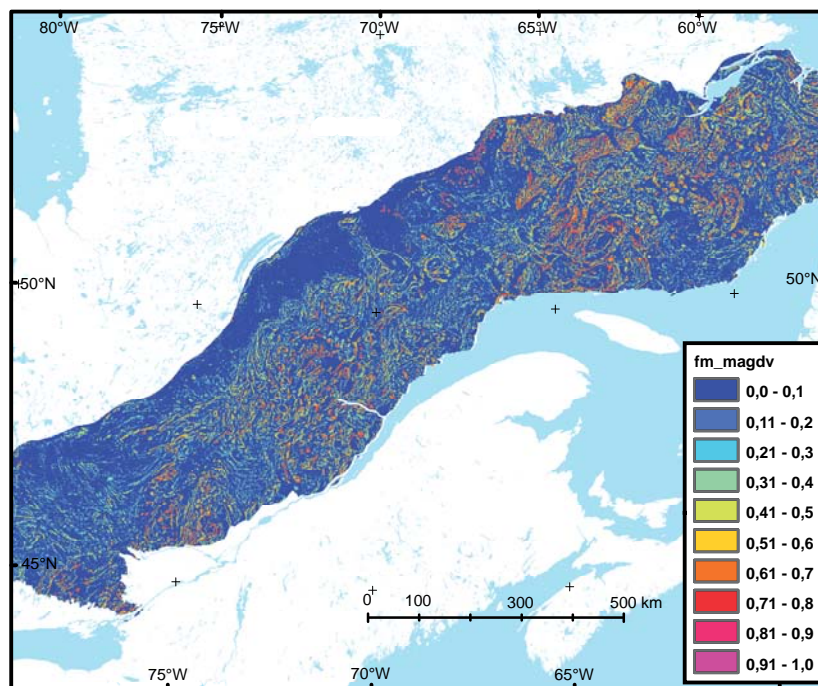 80°W 75°W 70°W 65°W 60°W
50°N 50°N
fm_magdv
0,0 - 0,1
0,11 - 0,2
0,21 - 0,3
0,31 - 0,4
0,41 - 0,5
0,51 - 0,6
0,61 - 0,7
0,71 - 0,8
0,81 - 0,9
0,91 - 1,0
45°N
0 100 300 500 km
75°W 70°W 65°W